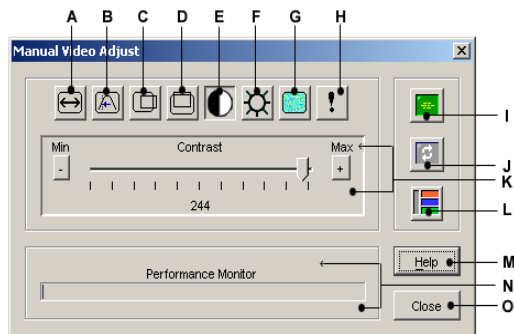 A B C D E F G H
Manual Video Adjust
I
Min Contrast Max
- +
J
K
244
L
Help M
Performance Monitor
N
Close O